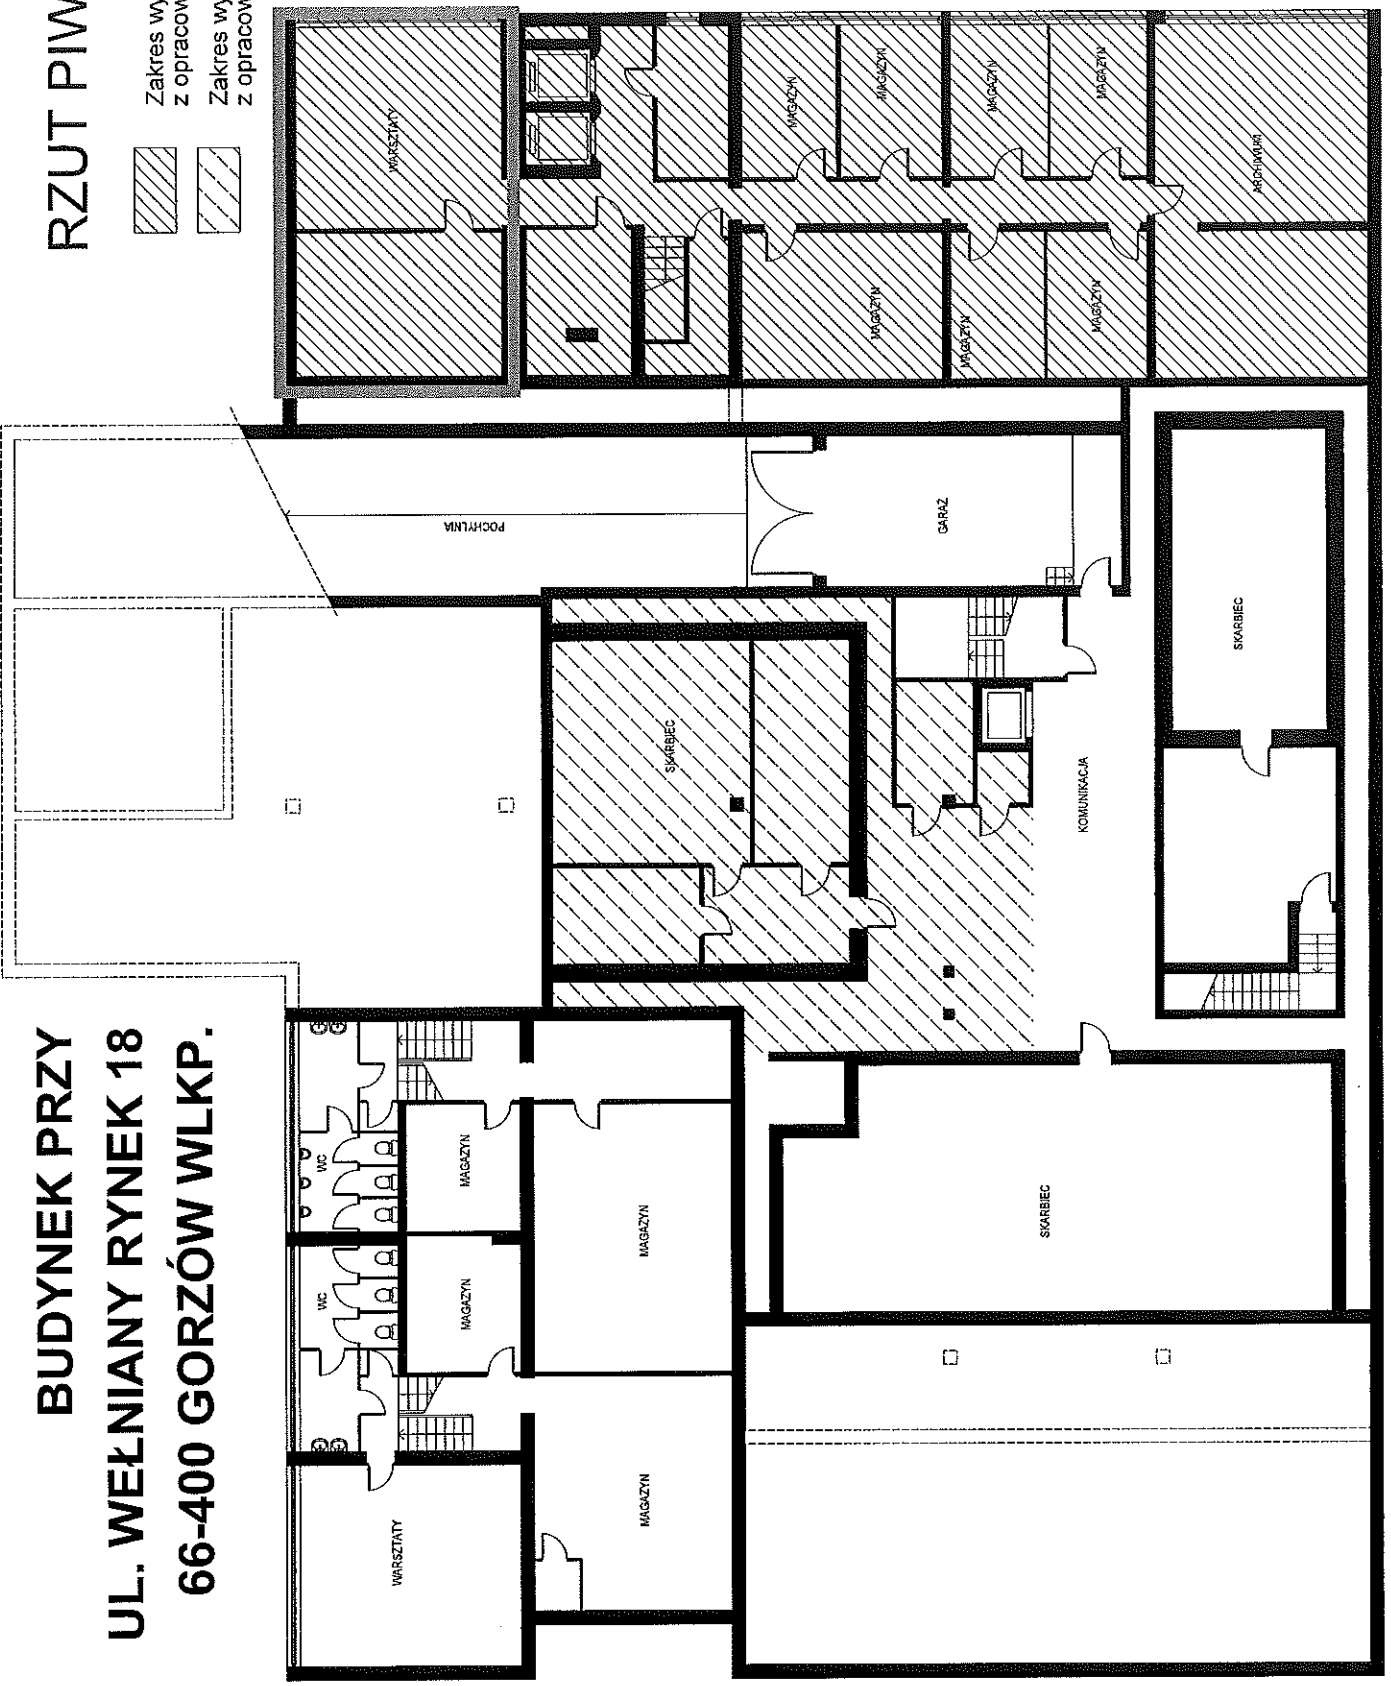 BUDYNEK PRZY
UL. WEŁNIANY RYNEK 18
66-400 GORZÓW WLKP.
RZUT PIW
Zakres wy
z opracow
Zakres wy
z opracow
WARSZTATY
MAGAZYN
MAGAZYN
MAGAZYN
MAGAZYN
ARCHIWUM
MAGAZYN
MAGAZYN
MAGAZYN
POCHYLNIA
GARAŻ
SKARBIEC
SKARBIEC
KOMUNIKACJA
WC
MAGAZYN
MAGAZYN
WC
MAGAZYN
SKARBIEC
WARSZTATY
MAGAZYN